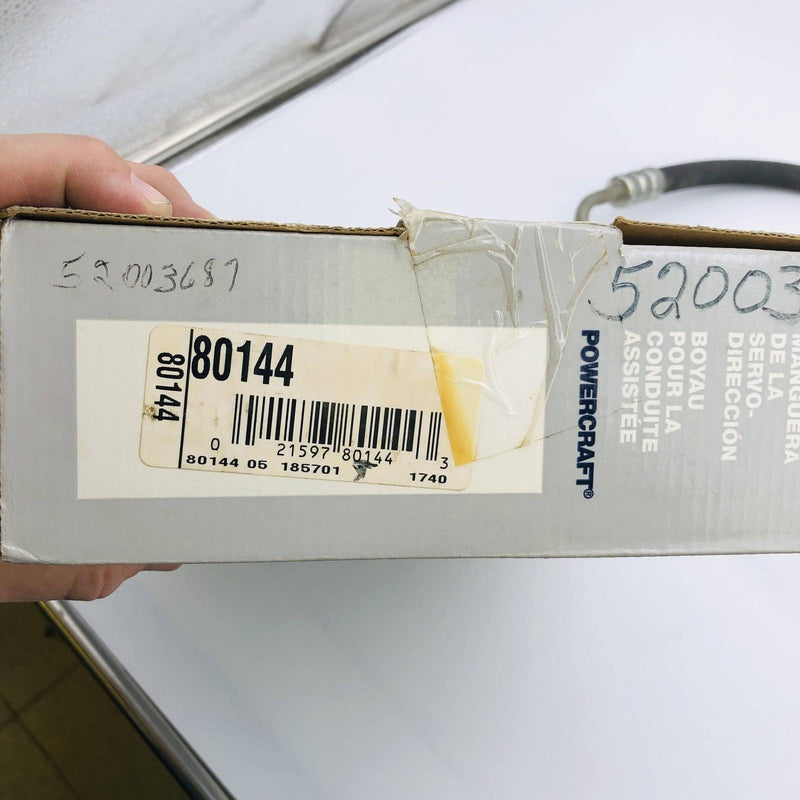 52003687
52003
80144
80144
0 21597 80144 3
80144 05 185701 1740
POWERCRAFT®
BOYAU
POUR LA
CONDUITE
ASSISTÉE
MANGUERA
DE LA
SERVO-
DIRECCIÓN